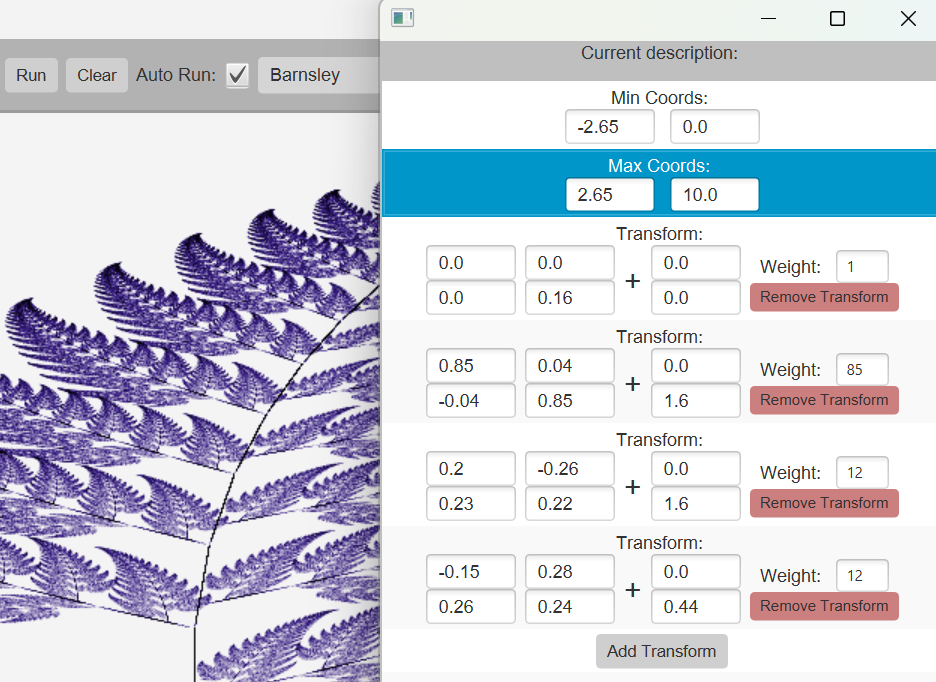 Run Clear Auto Run: Barnsley
Current description:
Min Coords:
-2.65 0.0
Max Coords:
2.65 10.0
Transform:
0.0 0.0 0.0
0.0 0.16 + 0.0
Weight: 1
Remove Transform
Transform:
0.85 0.04 0.0
-0.04 0.85 + 1.6
Weight: 85
Remove Transform
Transform:
0.2 -0.26 0.0
0.23 0.22 + 1.6
Weight: 12
Remove Transform
Transform:
-0.15 0.28 0.0
0.26 0.24 + 0.44
Weight: 12
Remove Transform
Add Transform